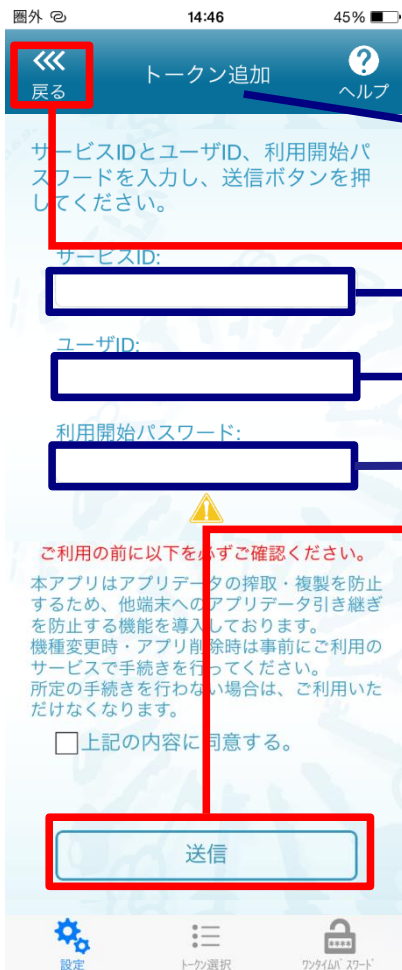 圏外
14:46
45%
戻る
トークン追加
ヘルプ
サービスIDとユーザID、利用開始パ
スワードを入力し、送信ボタンを押
してください。
サービスID:
ユーザID:
利用開始パスワード:
ご利用の前に以下を必ずご確認ください。
本アプリはアプリデータの搾取・複製を防止
するため、他端末へのアプリデータ引き継ぎ
を防止する機能を導入しております。
機種変更時・アプリ削除時は事前にご利用の
サービスで手続きを行ってください。
所定の手続きを行わない場合は、ご利用いた
だけなくなります。
上記の内容に同意する。
送信
設定
トークン選択
ワンタイムパスワード